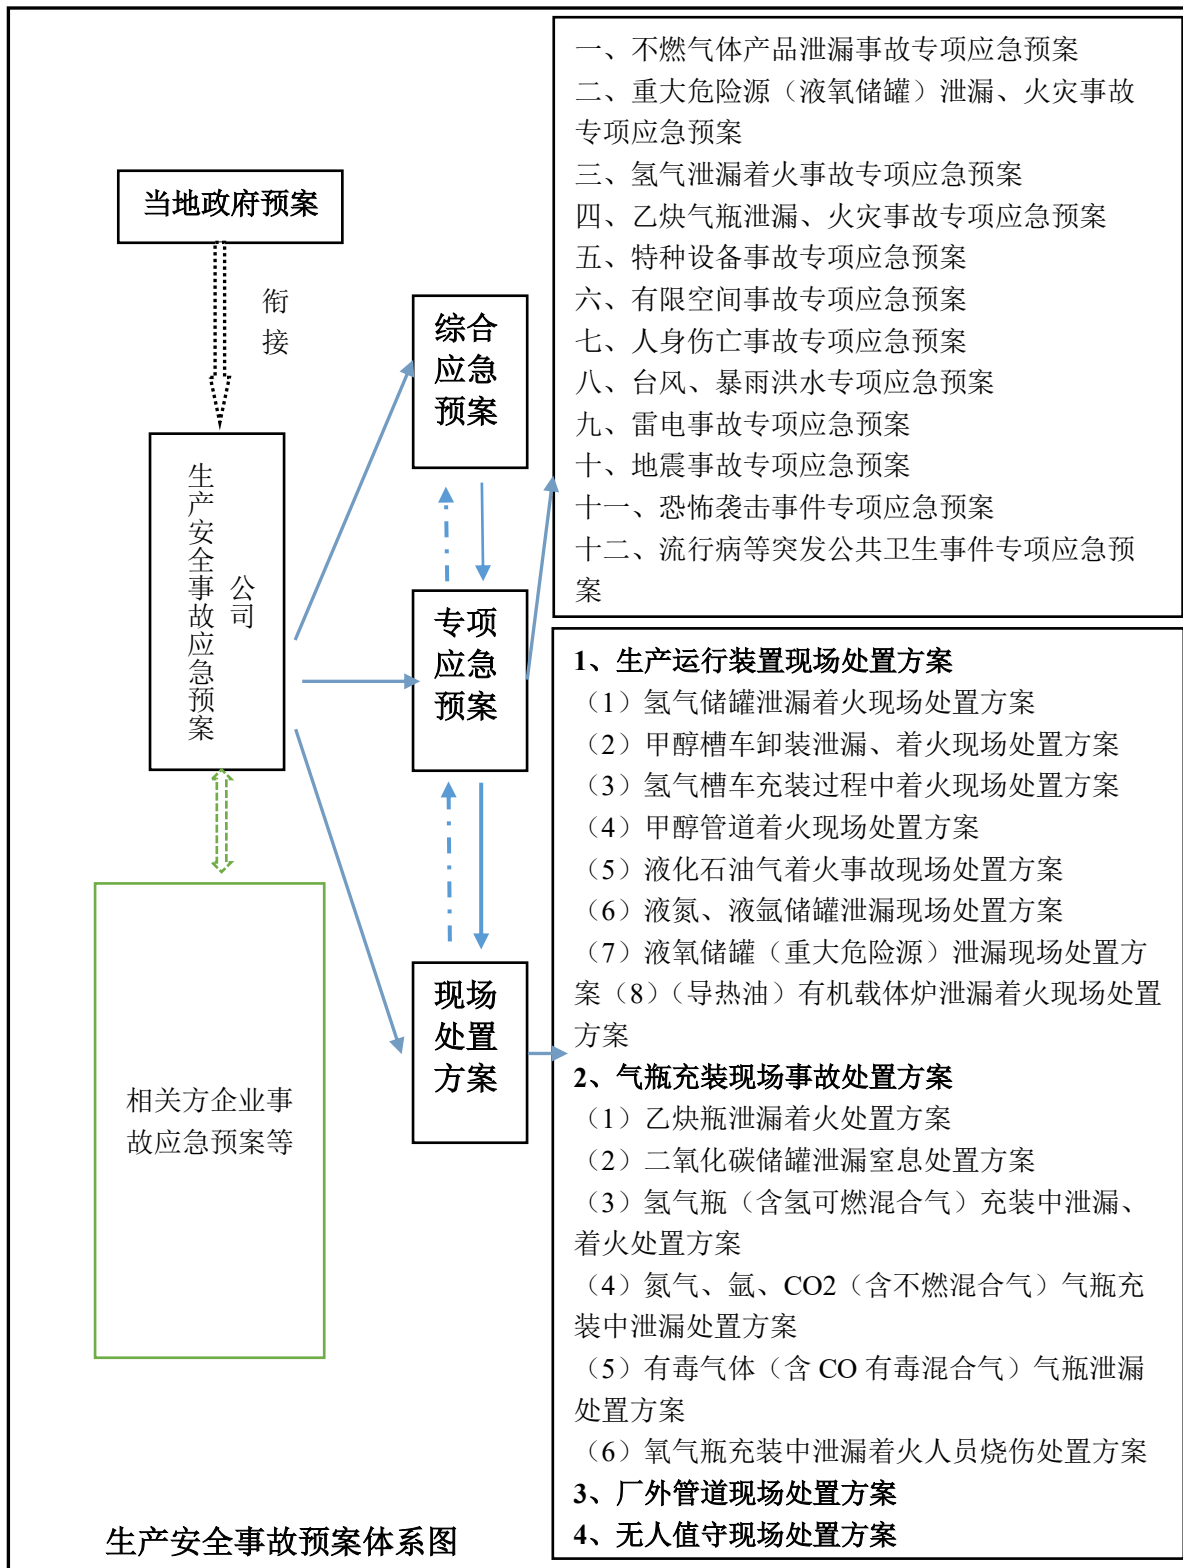 当地政府预案
衔
接
公司
生产安全事故应急预案
相关方企业事
故应急预案等
综合
应急
预案
专项
应急
预案
现场
处置
方案
一、不燃气体产品泄漏事故专项应急预案
二、重大危险源（液氧储罐）泄漏、火灾事故
专项应急预案
三、氢气泄漏着火事故专项应急预案
四、乙炔气瓶泄漏、火灾事故专项应急预案
五、特种设备事故专项应急预案
六、有限空间事故专项应急预案
七、人身伤亡事故专项应急预案
八、台风、暴雨洪水专项应急预案
九、雷电事故专项应急预案
十、地震事故专项应急预案
十一、恐怖袭击事件专项应急预案
十二、流行病等突发公共卫生事件专项应急预
案
1、生产运行装置现场处置方案
（1）氢气储罐泄漏着火现场处置方案
（2）甲醇槽车卸装泄漏、着火现场处置方案
（3）氢气槽车充装过程中着火现场处置方案
（4）甲醇管道着火现场处置方案
（5）液化石油气着火事故现场处置方案
（6）液氮、液氩储罐泄漏现场处置方案
（7）液氧储罐（重大危险源）泄漏现场处置方
案（8）（导热油）有机载体炉泄漏着火现场处置
方案
2、气瓶充装现场事故处置方案
（1）乙炔瓶泄漏着火处置方案
（2）二氧化碳储罐泄漏窒息处置方案
（3）氢气瓶（含氢可燃混合气）充装中泄漏、
着火处置方案
（4）氮气、氩、CO2（含不燃混合气）气瓶充
装中泄漏处置方案
（5）有毒气体（含 CO 有毒混合气）气瓶泄漏
处置方案
（6）氧气瓶充装中泄漏着火人员烧伤处置方案
3、厂外管道现场处置方案
4、无人值守现场处置方案
生产安全事故预案体系图